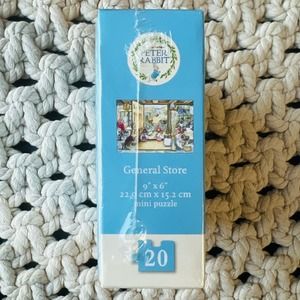 PETER
RABBIT
General Store
9" x 6"
22.9 cm x 15.2 cm
mini puzzle
20